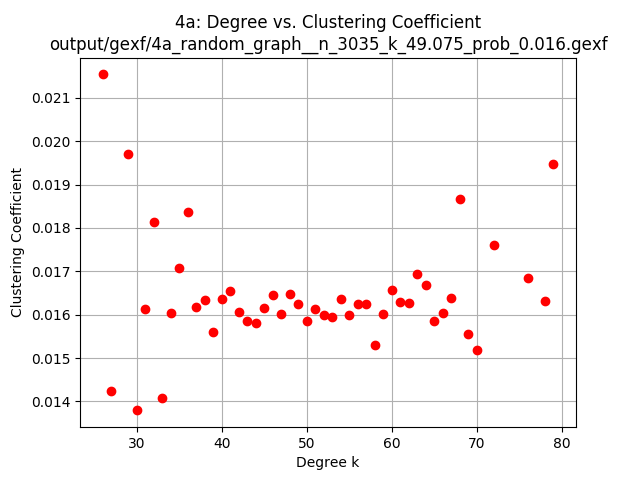 4a: Degree vs. Clustering Coefficient
output/gexf/4a_random_graph__n_3035_k_49.075_prob_0.016.gexf
0.021
0.020
0.019
0.018
0.017
0.016
0.015
0.014
Clustering Coefficient
30 40 50 60 70 80
Degree k